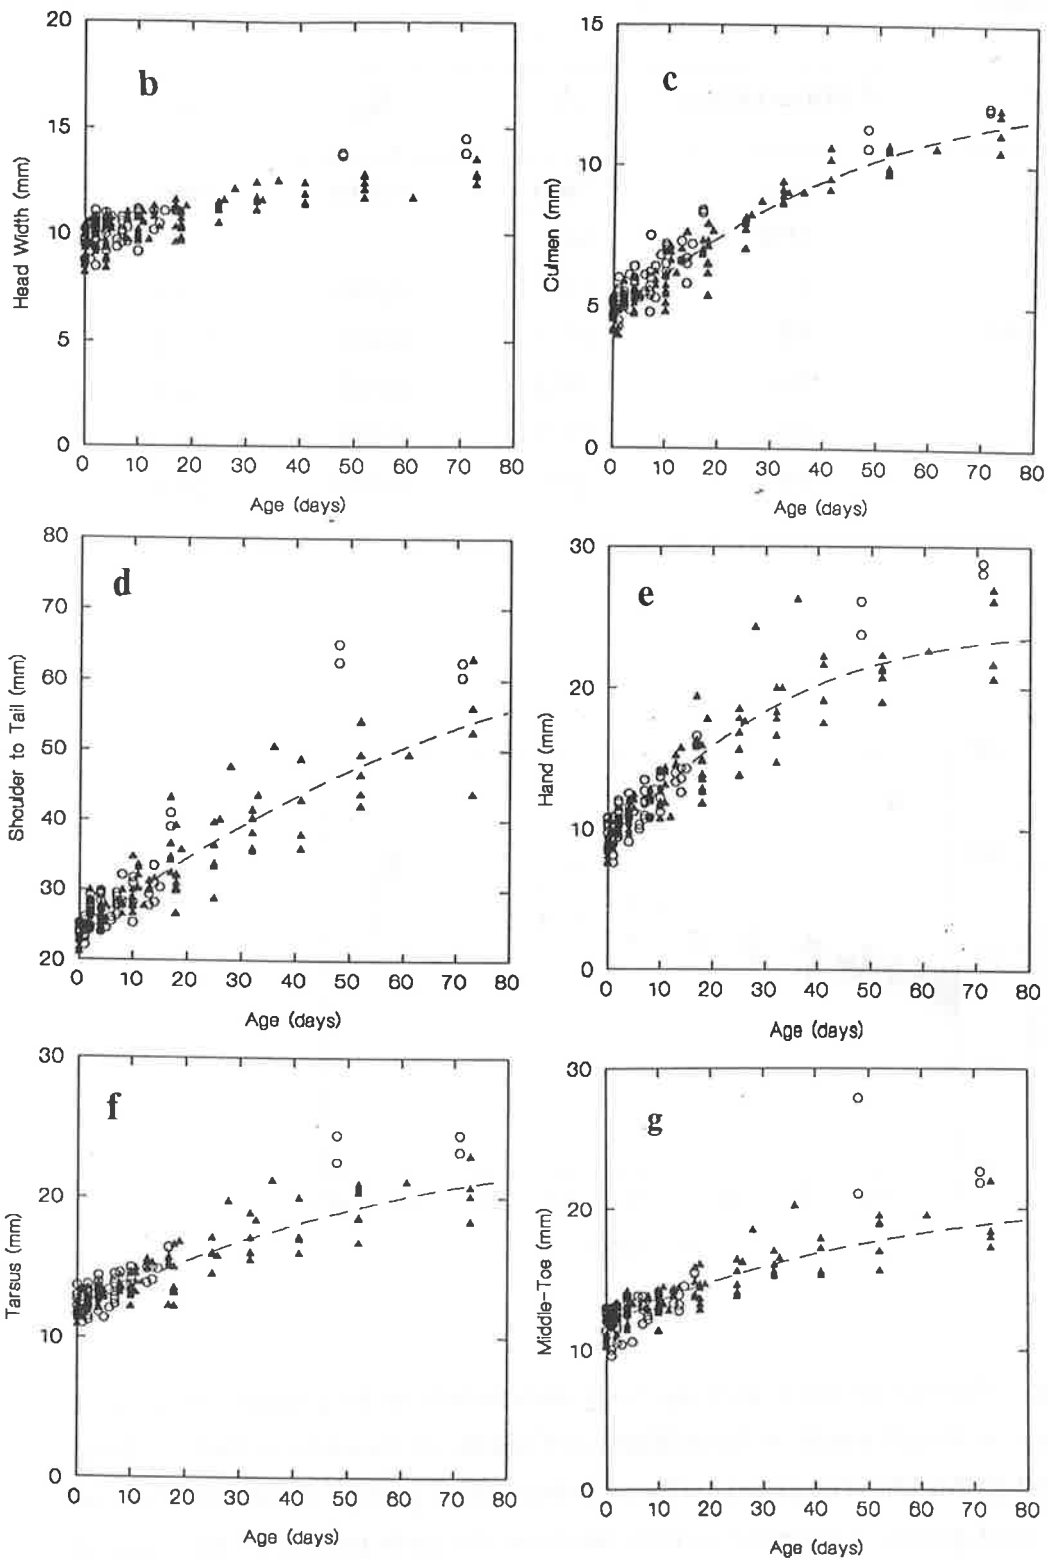 b
20
15
10
5
0
Head Width (mm)
0 10 20 30 40 50 60 70 80
Age (days)
c
15
10
5
0
Culmen (mm)
0 10 20 30 40 50 60 70 80
Age (days)
d
80
70
60
50
40
30
20
Shoulder to Tail (mm)
0 10 20 30 40 50 60 70 80
Age (days)
e
30
20
10
0
Hand (mm)
0 10 20 30 40 50 60 70 80
Age (days)
f
30
20
10
0
Tarsus (mm)
0 10 20 30 40 50 60 70 80
Age (days)
g
30
20
10
0
Middle-Toe (mm)
0 10 20 30 40 50 60 70 80
Age (days)